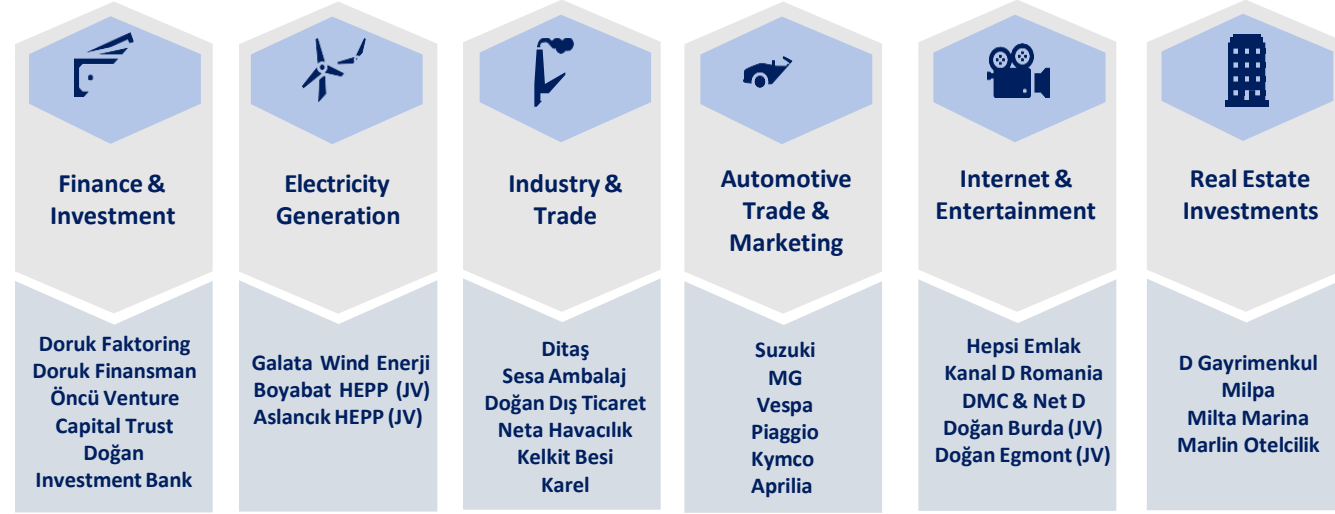 Finance &
Investment
Doruk Faktoring
Doruk Finansman
Öncü Venture
Capital Trust
Doğan
Investment Bank
Electricity
Generation
Galata Wind Enerji
Boyabat HEPP (JV)
Aslancık HEPP (JV)
Industry &
Trade
Ditaş
Sesa Ambalaj
Doğan Dış Ticaret
Neta Havacılık
Kelkit Besi
Karel
Automotive
Trade &
Marketing
Suzuki
MG
Vespa
Piaggio
Kymco
Aprilia
Internet &
Entertainment
Hepsi Emlak
Kanal D Romania
DMC & Net D
Doğan Burda (JV)
Doğan Egmont (JV)
Real Estate
Investments
D Gayrimenkul
Milpa
Milta Marina
Marlin Otelcilik